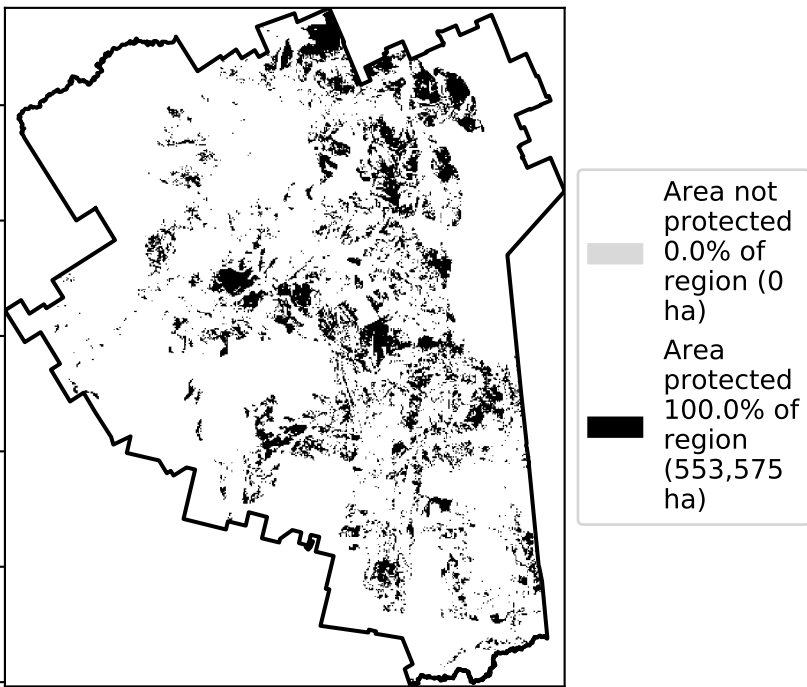 Area not
protected
0.0% of
region (0
ha)
Area
protected
100.0% of
region
(553,575
ha)